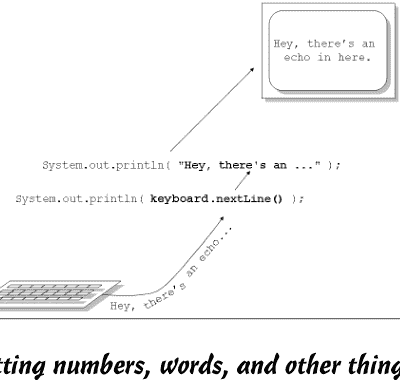 Hey, there's an
echo in here.
System.out.println( "Hey, there's an ..." );
System.out.println( keyboard.nextLine() );
Hey, there's an echo...
tting numbers, words, and other thing